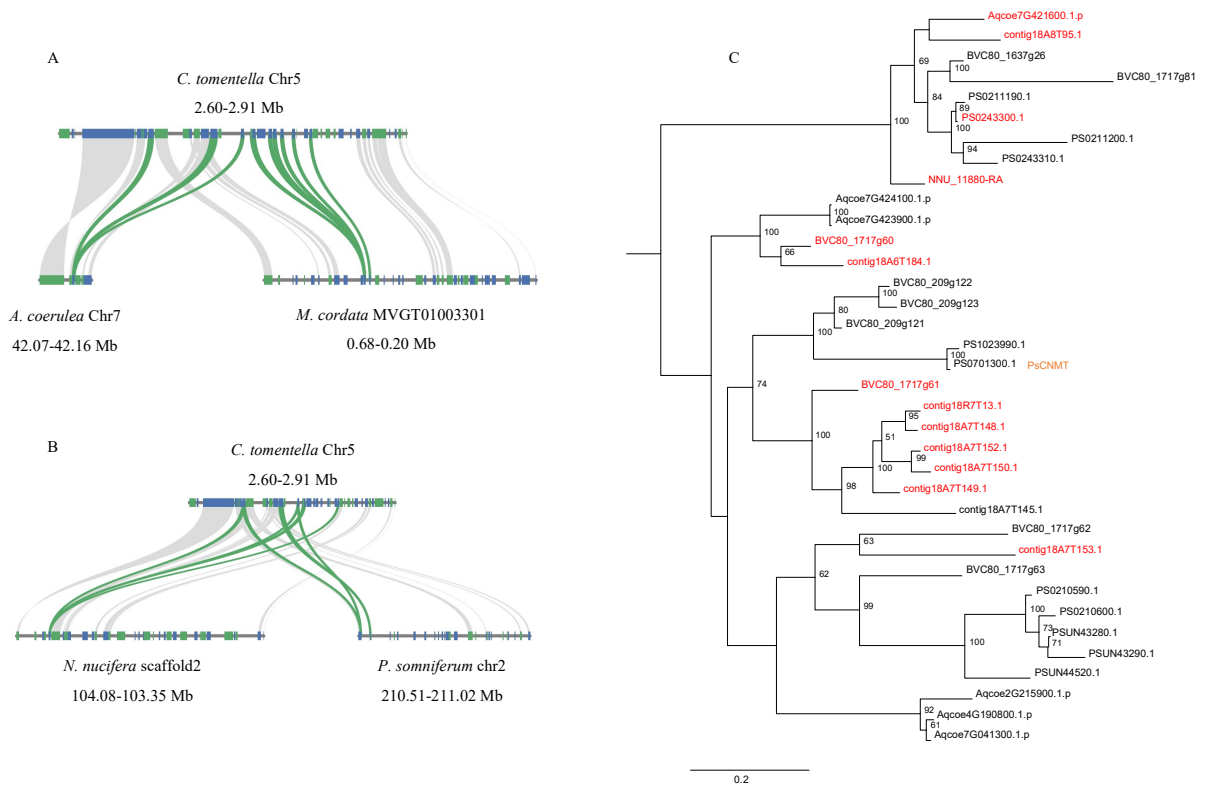 A
C. tomentella Chr5
2.60-2.91 Mb
A. coerulea Chr7
42.07-42.16 Mb
M. cordata MVGT01003301
0.68-0.20 Mb
B
C. tomentella Chr5
2.60-2.91 Mb
N. nucifera scaffold2
104.08-103.35 Mb
P. somniferum chr2
210.51-211.02 Mb
C
Aqcoe7G421600.1.p
contig18A8T95.1
69
BVC80_1637g26
100
BVC80_1717g81
84
PS0211190.1
89
PS0243300.1
100
100
PS0211200.1
94
PS0243310.1
NNU_11880-RA
Aqcoe7G424100.1.p
100
Aqcoe7G423900.1.p
100
BVC80_1717g60
66
contig18A6T184.1
BVC80_209g122
100
BVC80_209g123
80
BVC80_209g121
100
PS1023990.1
100
PS0701300.1
PsCNMT
74
BVC80_1717g61
contig18R7T13.1
95
contig18A7T148.1
100
51
contig18A7T152.1
99
100
contig18A7T150.1
98
contig18A7T149.1
contig18A7T145.1
BVC80_1717g62
63
contig18A7T153.1
62
BVC80_1717g63
PS0210590.1
99
100
PS0210600.1
73
PSUN43280.1
100
71
PSUN43290.1
PSUN44520.1
Aqcoe2G215900.1.p
92
Aqcoe4G190800.1.p
61
Aqcoe7G041300.1.p
0.2